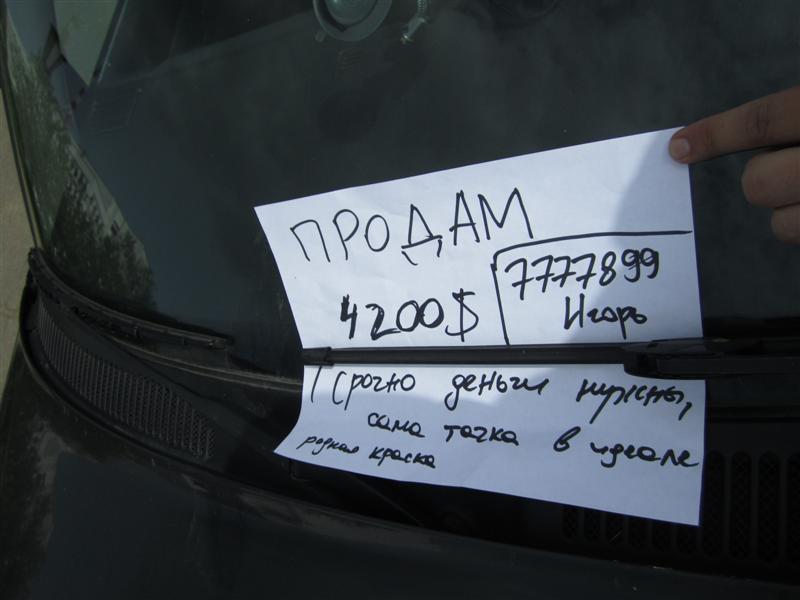 ПРОДАМ
4200$
7777899
Игорь
Срочно деньги нужны,
сама тачка в идеале
родная краска